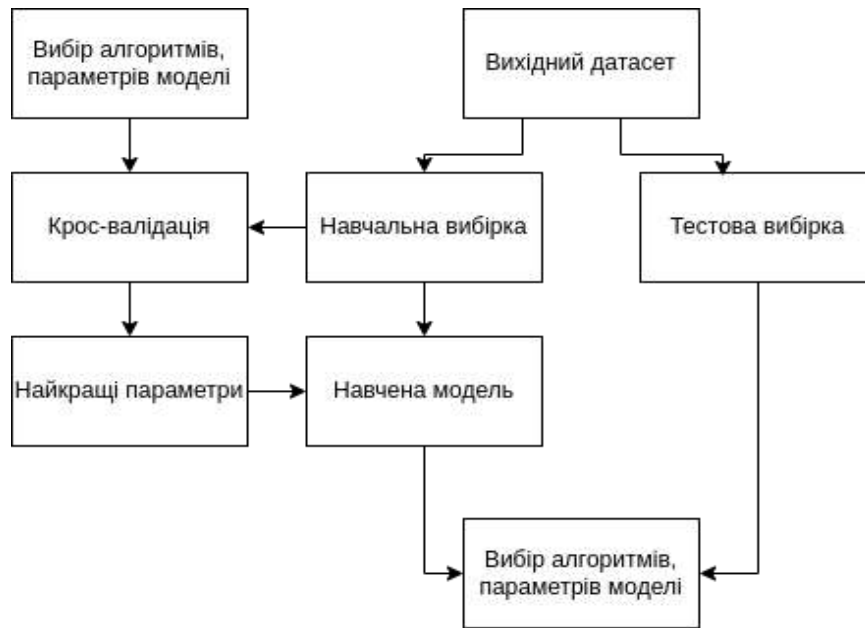 Вибір алгоритмів,
параметрів моделі
Вихідний датасет
Крос-валідація
Навчальна вибірка
Тестова вибірка
Найкращі параметри
Навчена модель
Вибір алгоритмів,
параметрів моделі